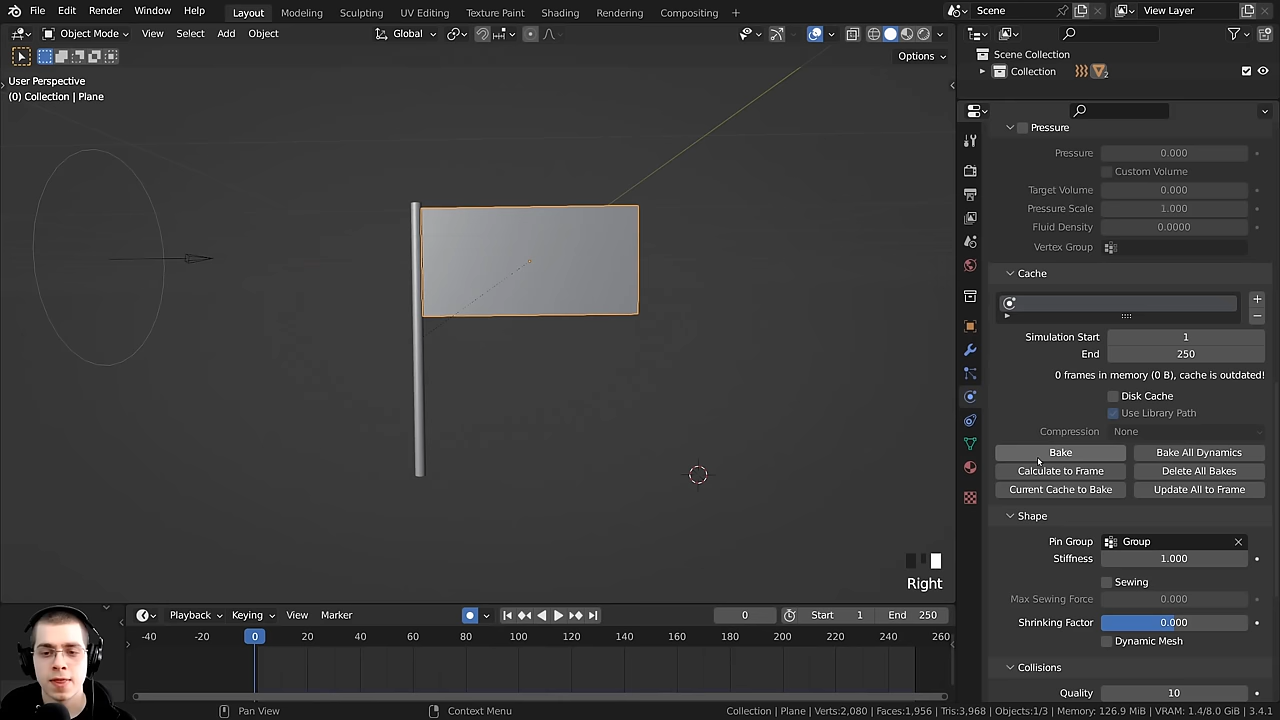 File Edit Render Window Help Layout Modeling Sculpting UV Editing Texture Paint Shading Rendering Compositing + Scene View Layer
Object Mode View Select Add Object Global
Options
User Perspective
(0) Collection | Plane
Scene Collection
Collection 2
Pressure
Pressure 0.000
Custom Volume
Target Volume 0.000
Pressure Scale 1.000
Fluid Density 0.0000
Vertex Group
Cache
Simulation Start 1
End 250
0 frames in memory (0 B), cache is outdated!
Disk Cache
Use Library Path
Compression None
Bake Bake All Dynamics
Calculate to Frame Delete All Bakes
Current Cache to Bake Update All to Frame
Shape
Pin Group Group
Stiffness 1.000
Sewing
Max Sewing Force 0.000
Shrinking Factor 0.000
Dynamic Mesh
Collisions
Quality 10
Right
Playback Keying View Marker 0 Start 1 End 250
-40 -20 0 20 40 60 80 100 120 140 160 180 200 220 240 260
Pan View Context Menu Collection | Plane | Verts:2,080 | Faces:1,956 | Tris:3,968 | Objects:1/3 | Memory: 126.9 MiB | VRAM: 1.4/8.0 GiB | 3.4.1